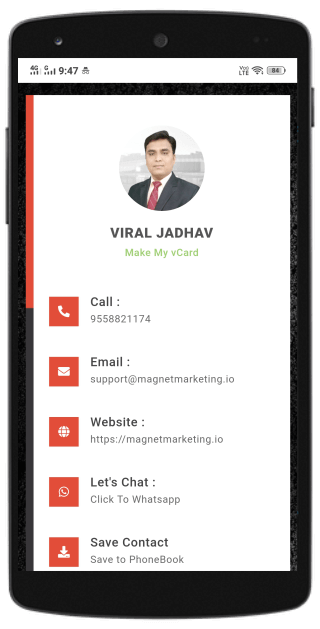 4G G 9:47 Vo) LTE 84
VIRAL JADHAV
Make My vCard
Call :
9558821174
Email :
support@magnetmarketing.io
Website :
https://magnetmarketing.io
Let's Chat :
Click To Whatsapp
Save Contact
Save to PhoneBook